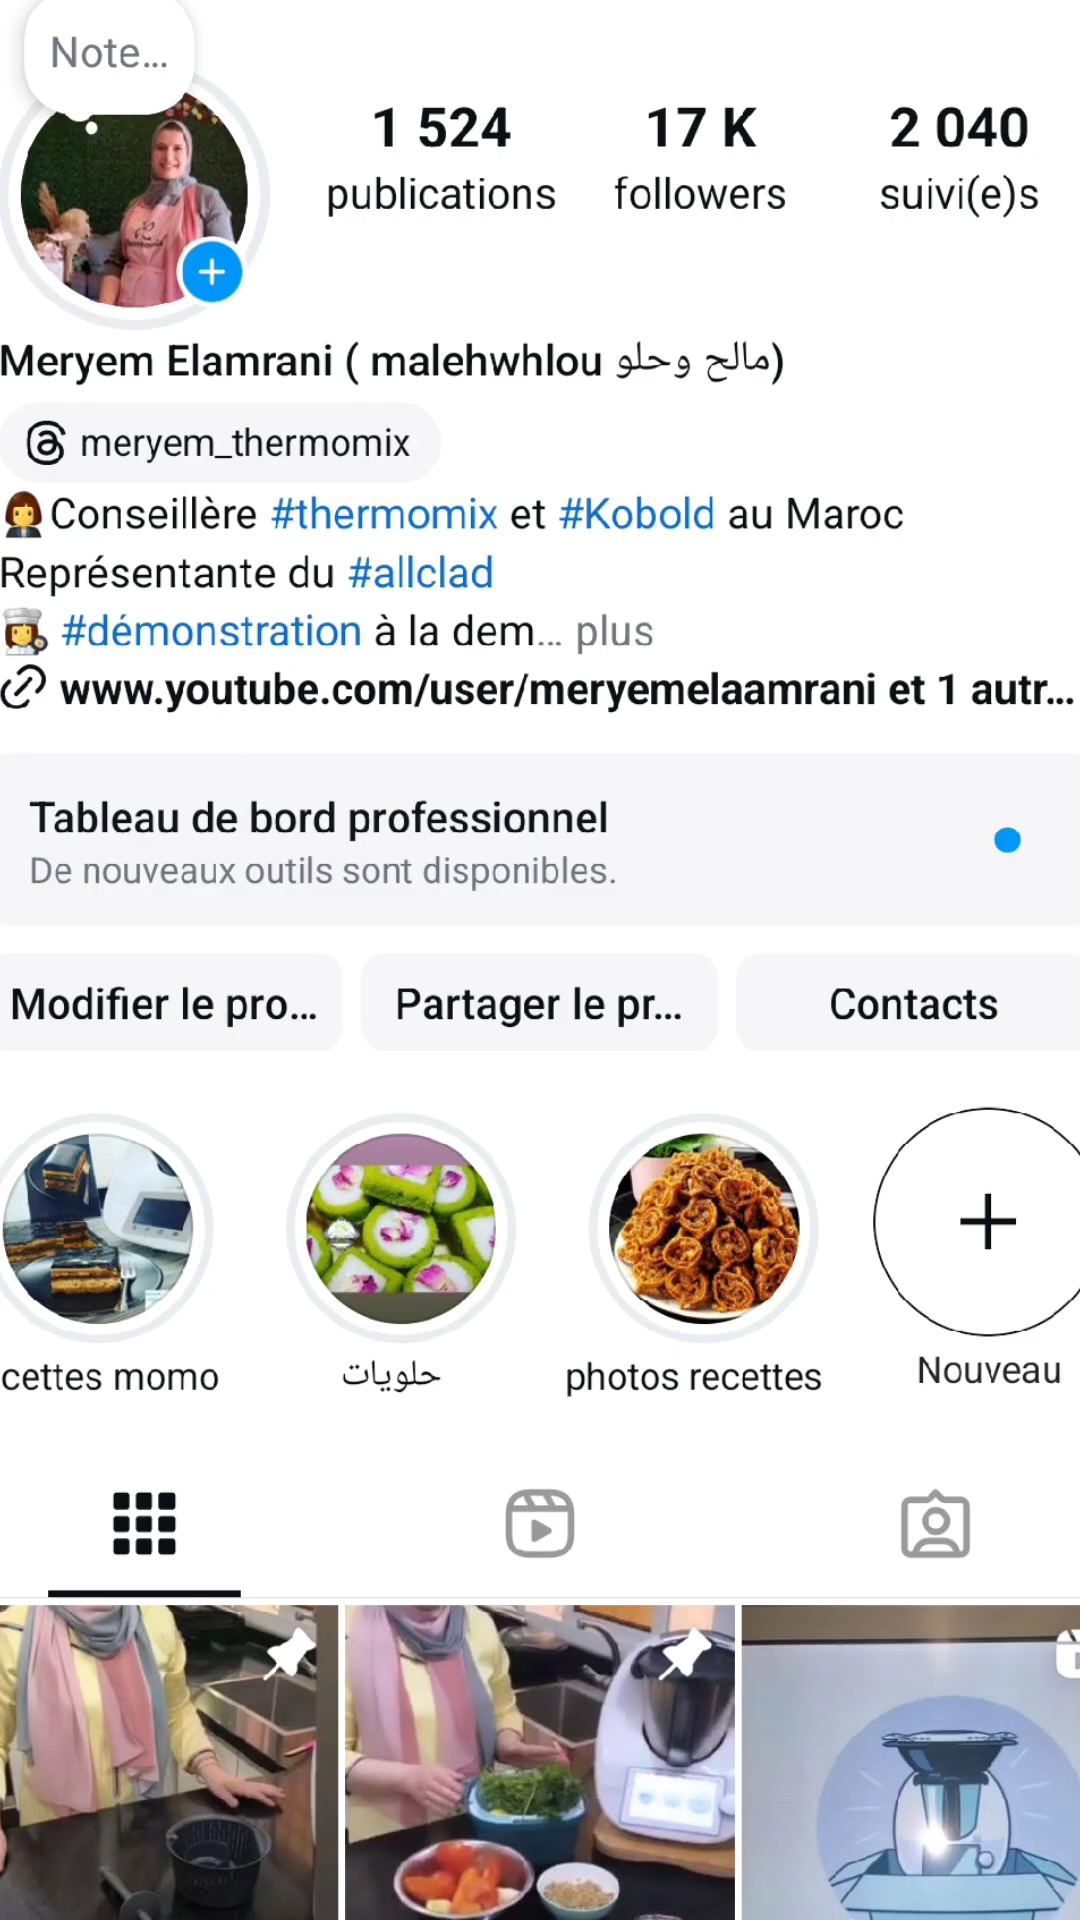 Note...
1 524
17 K
2 040
publications
followers
suivi(e)s
Meryem Elamrani ( malehwhlou مالح وحلو)
meryem_thermomix
Conseillère #thermomix et #Kobold au Maroc
Représentante du #allclad
#démonstration à la dem... plus
www.youtube.com/user/meryemelaamrani et 1 autr...
Tableau de bord professionnel
De nouveaux outils sont disponibles.
Modifier le pro...
Partager le pr...
Contacts
cettes momo
حلويات
photos recettes
Nouveau